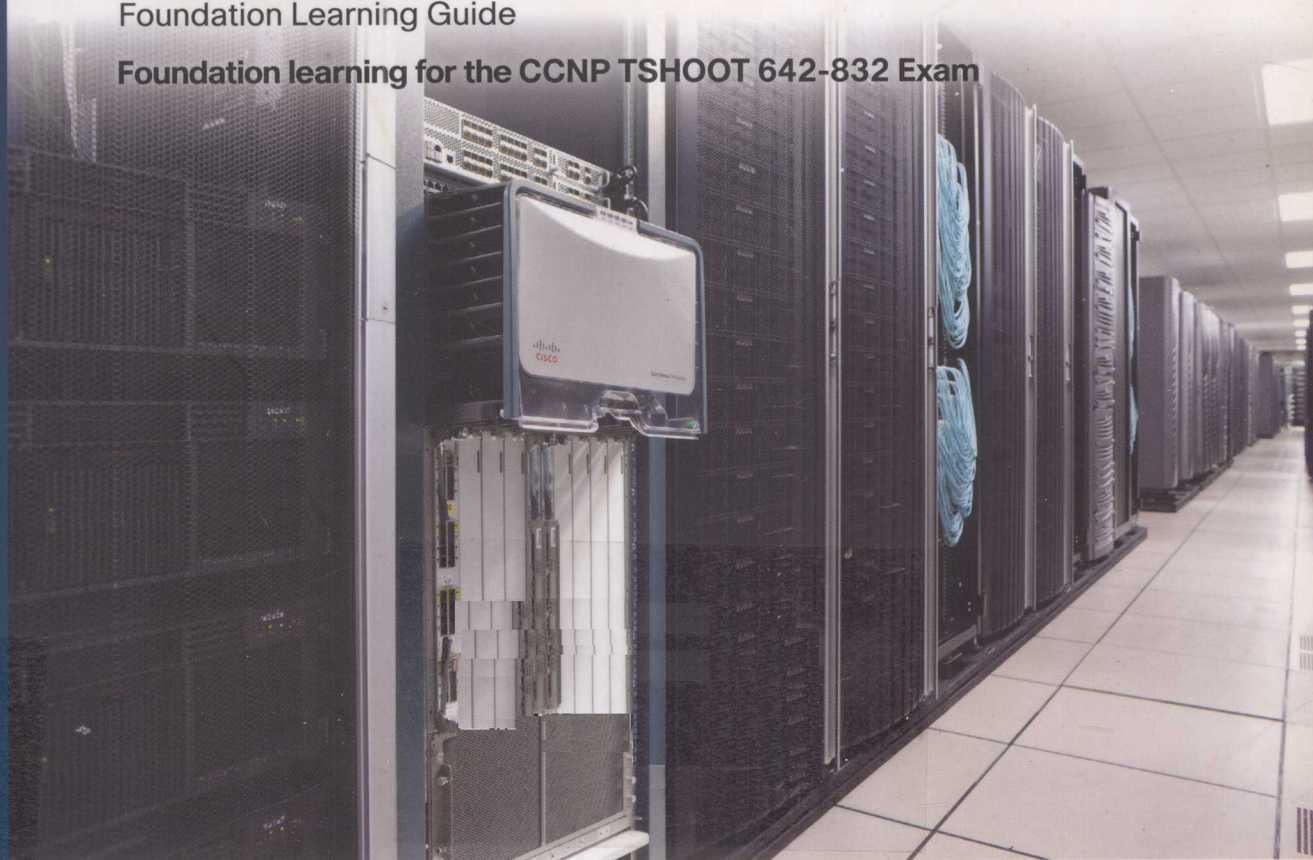 Foundation Learning Guide
Foundation learning for the CCNP TSHOOT 642-832 Exam
CISCO